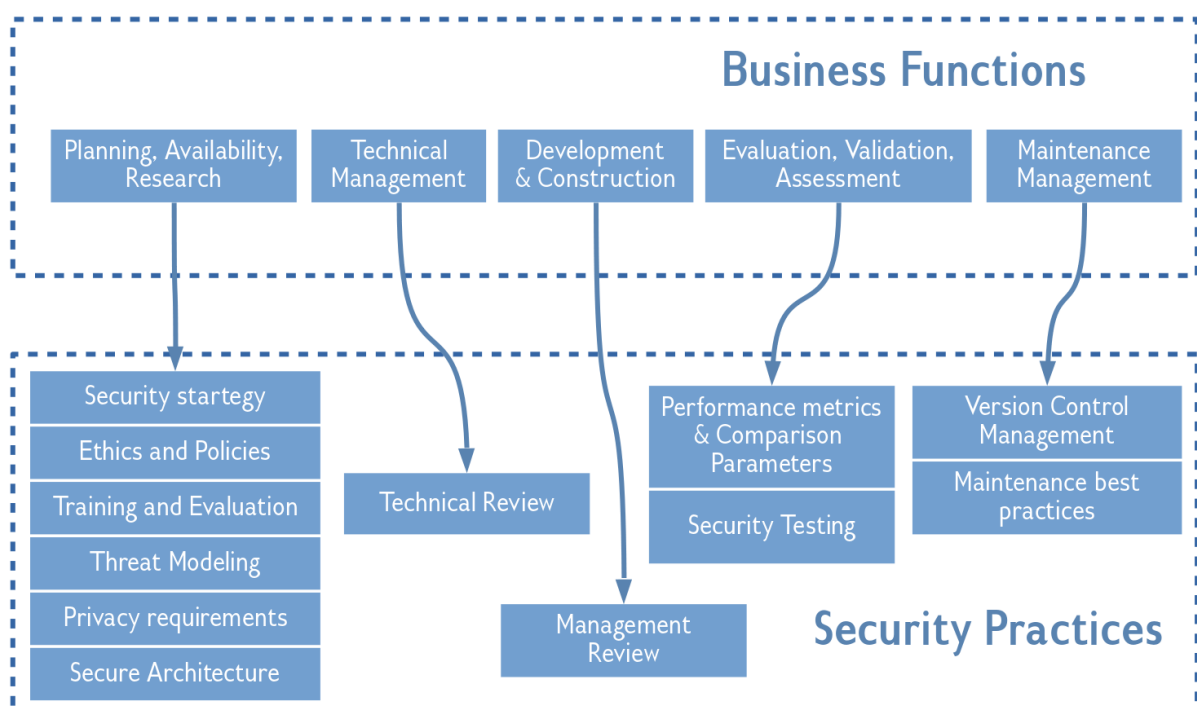 Business Functions
Planning, Availability,
Research
Technical
Management
Development
& Construction
Evaluation, Validation,
Assessment
Maintenance
Management
Security startegy
Ethics and Policies
Training and Evaluation
Threat Modeling
Privacy requirements
Secure Architecture
Technical Review
Management
Review
Performance metrics
& Comparison
Parameters
Security Testing
Version Control
Management
Maintenance best
practices
Security Practices